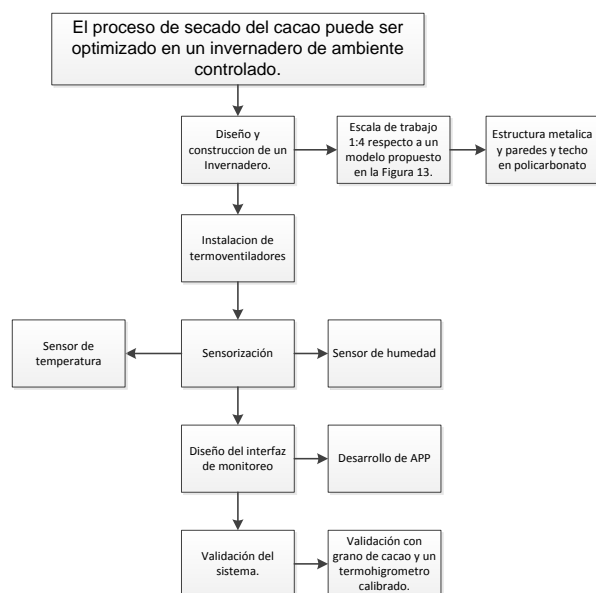 El proceso de secado del cacao puede ser
optimizado en un invernadero de ambiente
controlado.
Diseño y
construccion de un
Invernadero.
Escala de trabajo
1:4 respecto a un
modelo propuesto
en la Figura 13.
Estructura metalica
y paredes y techo
en policarbonato
Instalacion de
termoventiladores
Sensor de
temperatura
Sensorización
Sensor de humedad
Diseño del interfaz
de monitoreo
Desarrollo de APP
Validación del
sistema.
Validación con
grano de cacao y un
termohigrometro
calibrado.